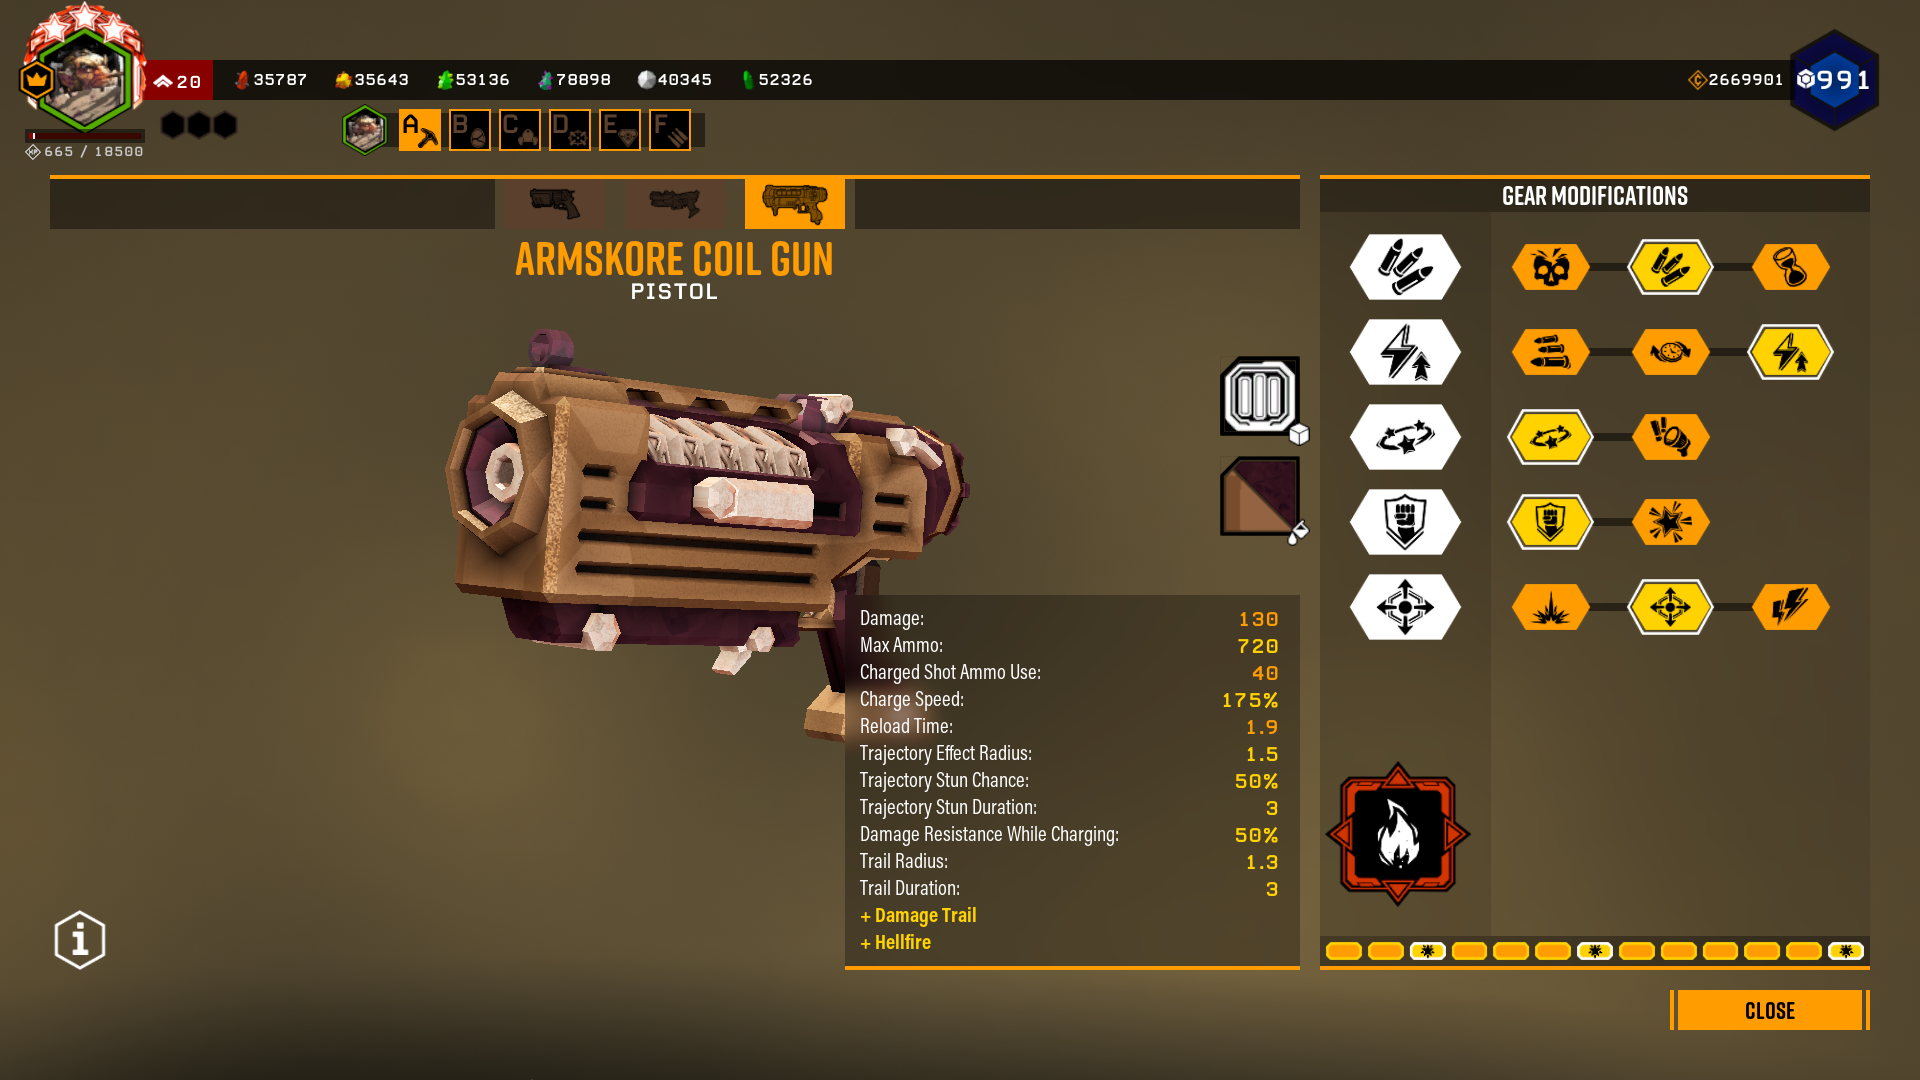 20
35787
35643
53136
78898
40345
52326
2669901
991
665 / 18500
A
B
C
D
E
F
GEAR MODIFICATIONS
ARMSKORE COIL GUN
PISTOL
Damage: 130
Max Ammo: 720
Charged Shot Ammo Use: 40
Charge Speed: 175%
Reload Time: 1.9
Trajectory Effect Radius: 1.5
Trajectory Stun Chance: 50%
Trajectory Stun Duration: 3
Damage Resistance While Charging: 50%
Trail Radius: 1.3
Trail Duration: 3
+ Damage Trail
+ Hellfire
CLOSE